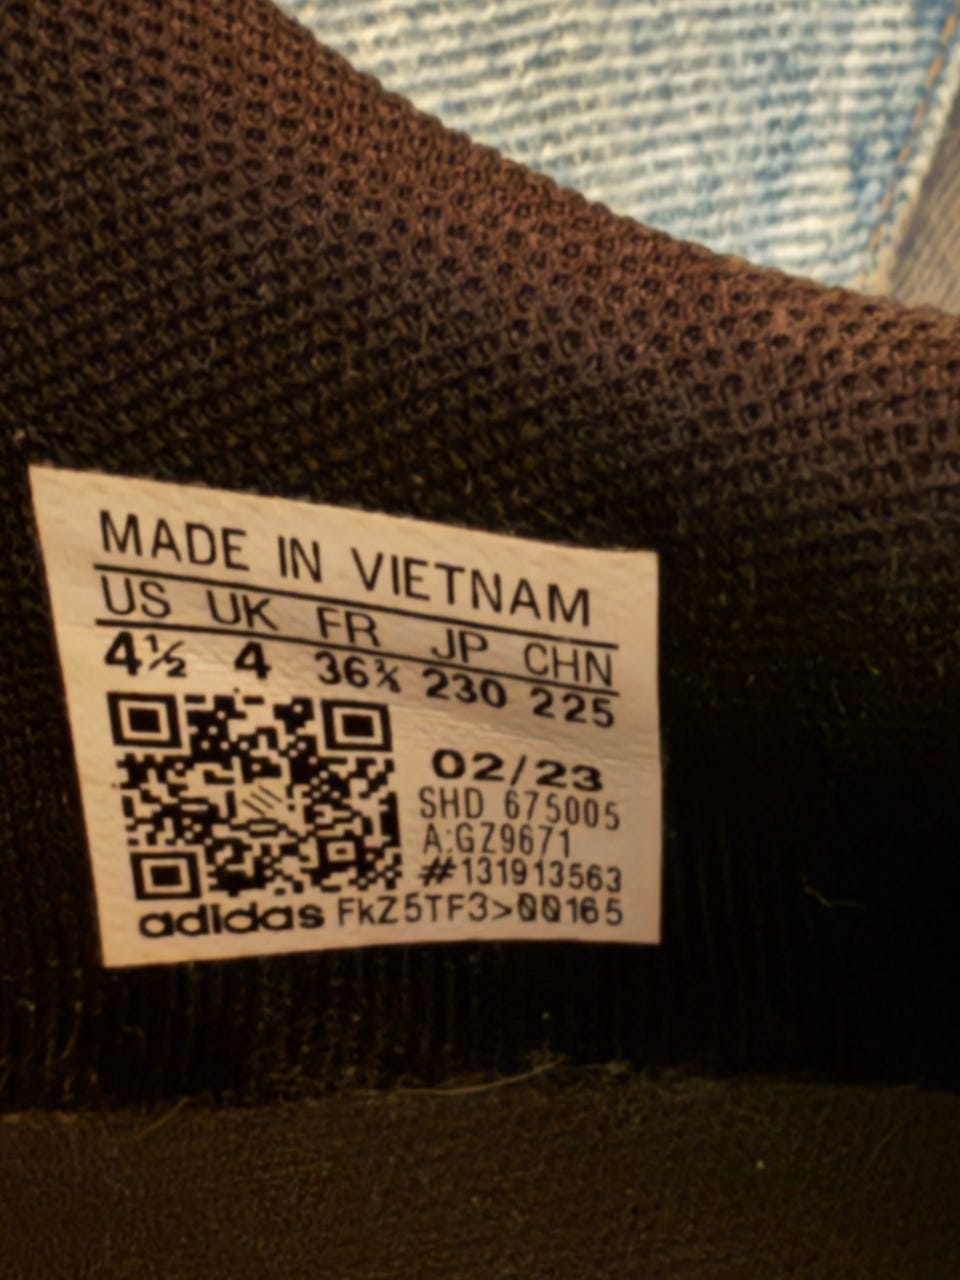 MADE IN VIETNAM
US UK FR JP CHN
4½ 4 36⅔ 230 225
02/23
SHD 675005
A:GZ9671
#131913563
adidas FkZ5TF3>00165